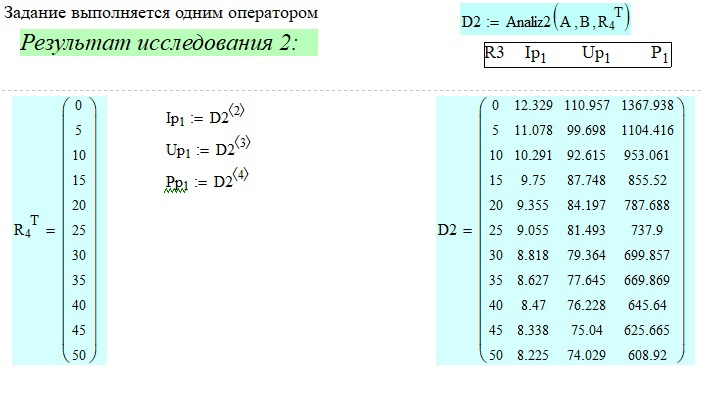 Задание выполняется одним оператором
Результат исследования 2:
D2 := Analiz2(A , B , R₄ᵀ)
R3 Ip₁ Up₁ P₁
R₄ᵀ =
0
5
10
15
20
25
30
35
40
45
50
Ip₁ := D2⟨2⟩
Up₁ := D2⟨3⟩
Pp₁ := D2⟨4⟩
D2 =
0 12.329 110.957 1367.938
5 11.078 99.698 1104.416
10 10.291 92.615 953.061
15 9.75 87.748 855.52
20 9.355 84.197 787.688
25 9.055 81.493 737.9
30 8.818 79.364 699.857
35 8.627 77.645 669.869
40 8.47 76.228 645.64
45 8.338 75.04 625.665
50 8.225 74.029 608.92